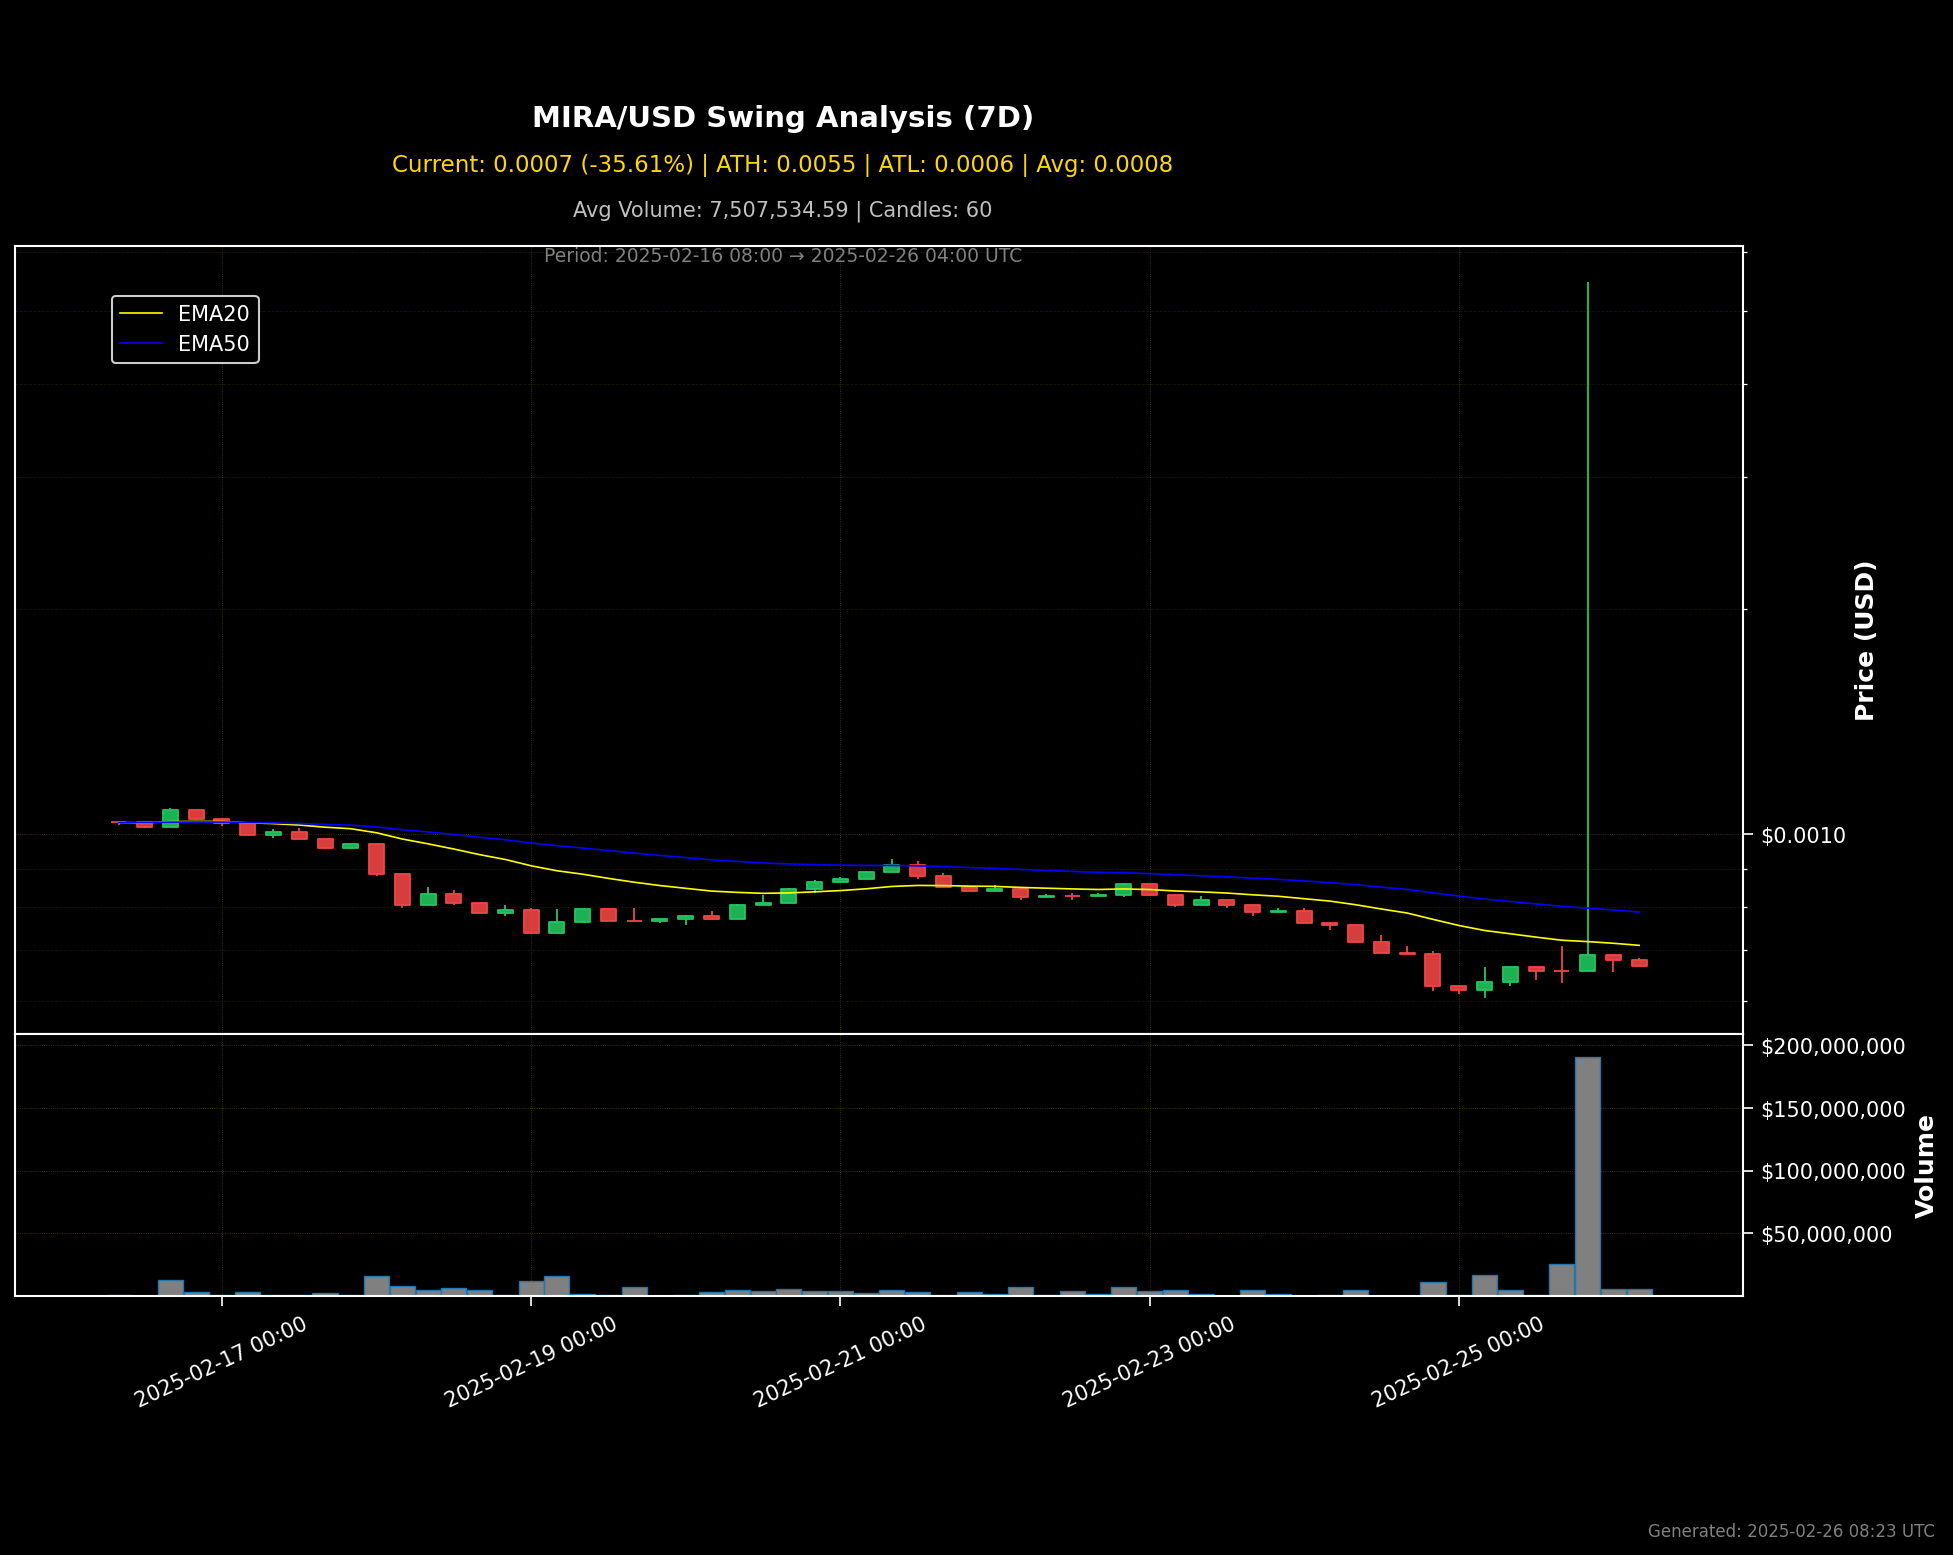 MIRA/USD Swing Analysis (7D)
Current: 0.0007 (-35.61%) | ATH: 0.0055 | ATL: 0.0006 | Avg: 0.0008
Avg Volume: 7,507,534.59 | Candles: 60
Period: 2025-02-16 08:00 → 2025-02-26 04:00 UTC
EMA20
EMA50
Price (USD)
$0.0010
$200,000,000
$150,000,000
$100,000,000
$50,000,000
Volume
2025-02-17 00:00
2025-02-19 00:00
2025-02-21 00:00
2025-02-23 00:00
2025-02-25 00:00
Generated: 2025-02-26 08:23 UTC